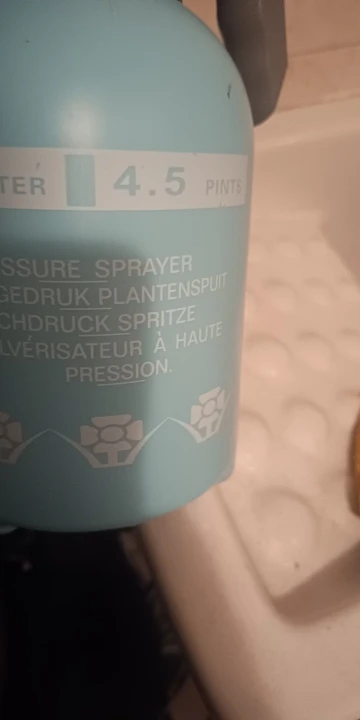 TER 4.5 PINTS
SSURE SPRAYER
GEDRUK PLANTENSPUIT
CHDRUCK SPRITZE
LVÉRISATEUR À HAUTE
PRESSION.